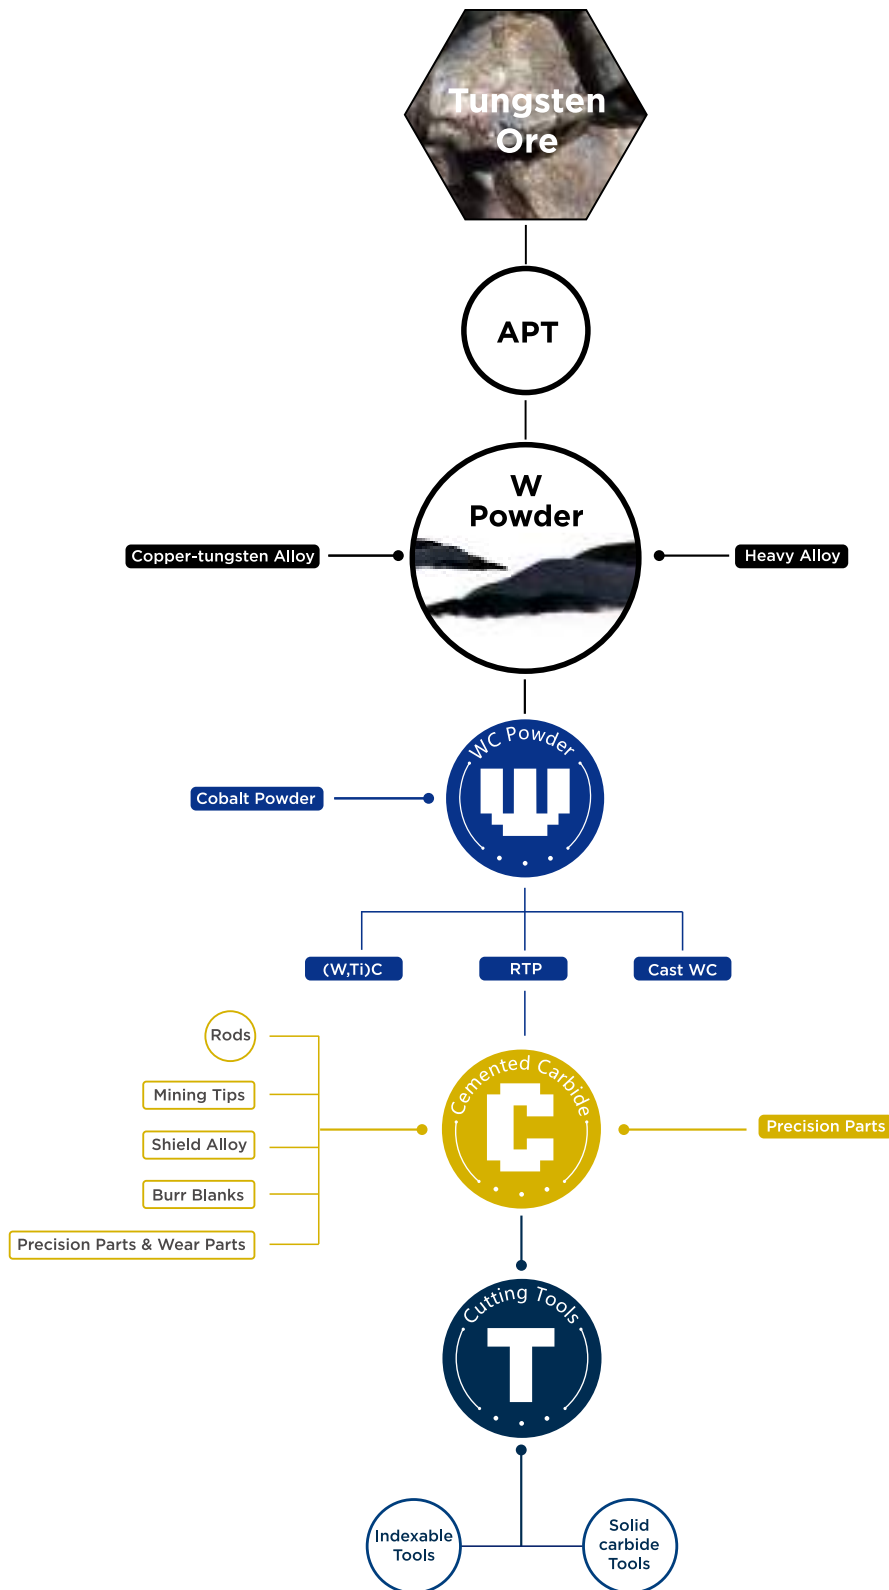 Tungsten
Ore
APT
W
Powder
Copper-tungsten Alloy
Heavy Alloy
WC Powder
W
Cobalt Powder
(W,Ti)C
RTP
Cast WC
Rods
Mining Tips
Shield Alloy
Burr Blanks
Precision Parts & Wear Parts
Cemented Carbide
C
Precision Parts
Cutting Tools
T
Indexable
Tools
Solid
carbide
Tools